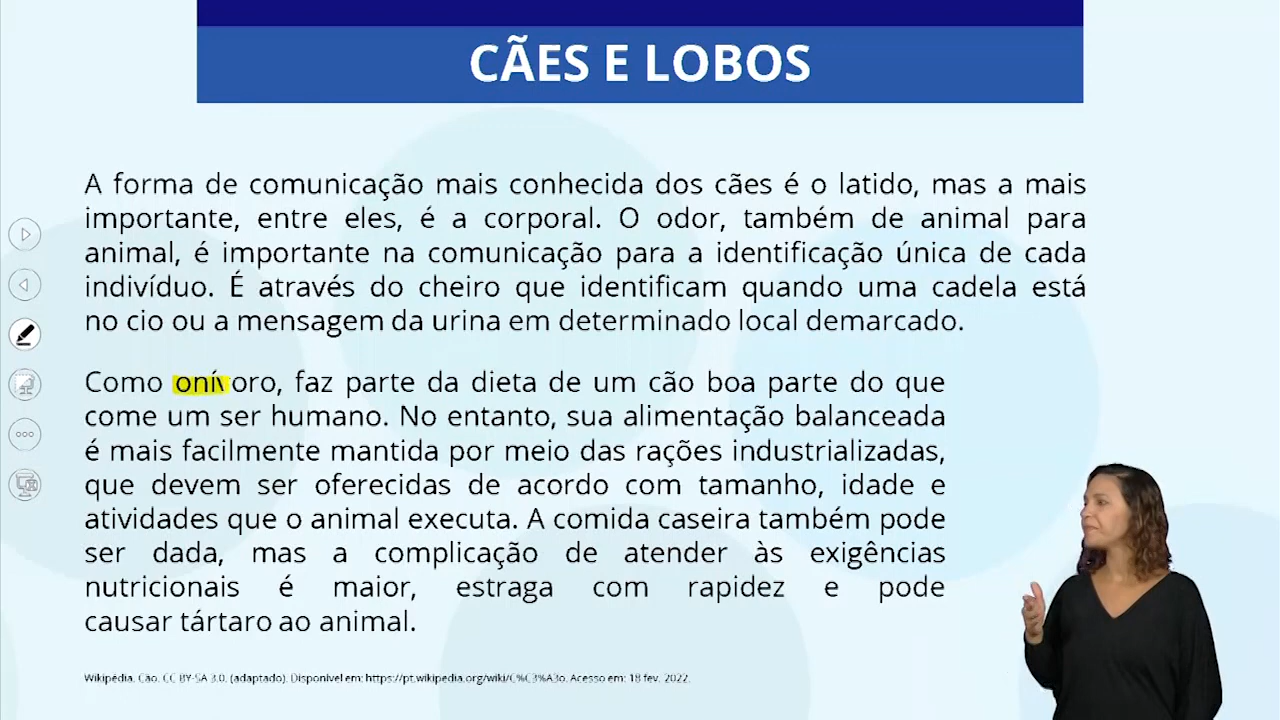 CÃES E LOBOS
A forma de comunicação mais conhecida dos cães é o latido, mas a mais
importante, entre eles, é a corporal. O odor, também de animal para
animal, é importante na comunicação para a identificação única de cada
indivíduo. É através do cheiro que identificam quando uma cadela está
no cio ou a mensagem da urina em determinado local demarcado.
Como onívoro, faz parte da dieta de um cão boa parte do que
come um ser humano. No entanto, sua alimentação balanceada
é mais facilmente mantida por meio das rações industrializadas,
que devem ser oferecidas de acordo com tamanho, idade e
atividades que o animal executa. A comida caseira também pode
ser dada, mas a complicação de atender às exigências
nutricionais é maior, estraga com rapidez e pode
causar tártaro ao animal.
Wikipédia. Cão. CC BY-SA 3.0. (adaptado). Disponível em: https://pt.wikipedia.org/wiki/C%C3%A3o. Acesso em: 18 fev. 2022.